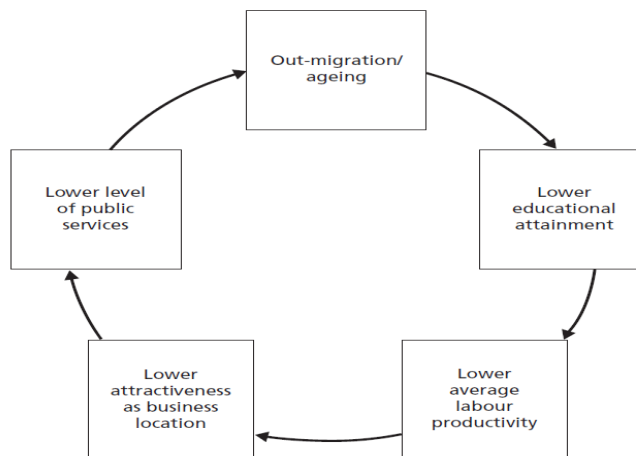 Out-migration/
ageing
Lower
educational
attainment
Lower
average
labour
productivity
Lower
attractiveness
as business
location
Lower level
of public
services